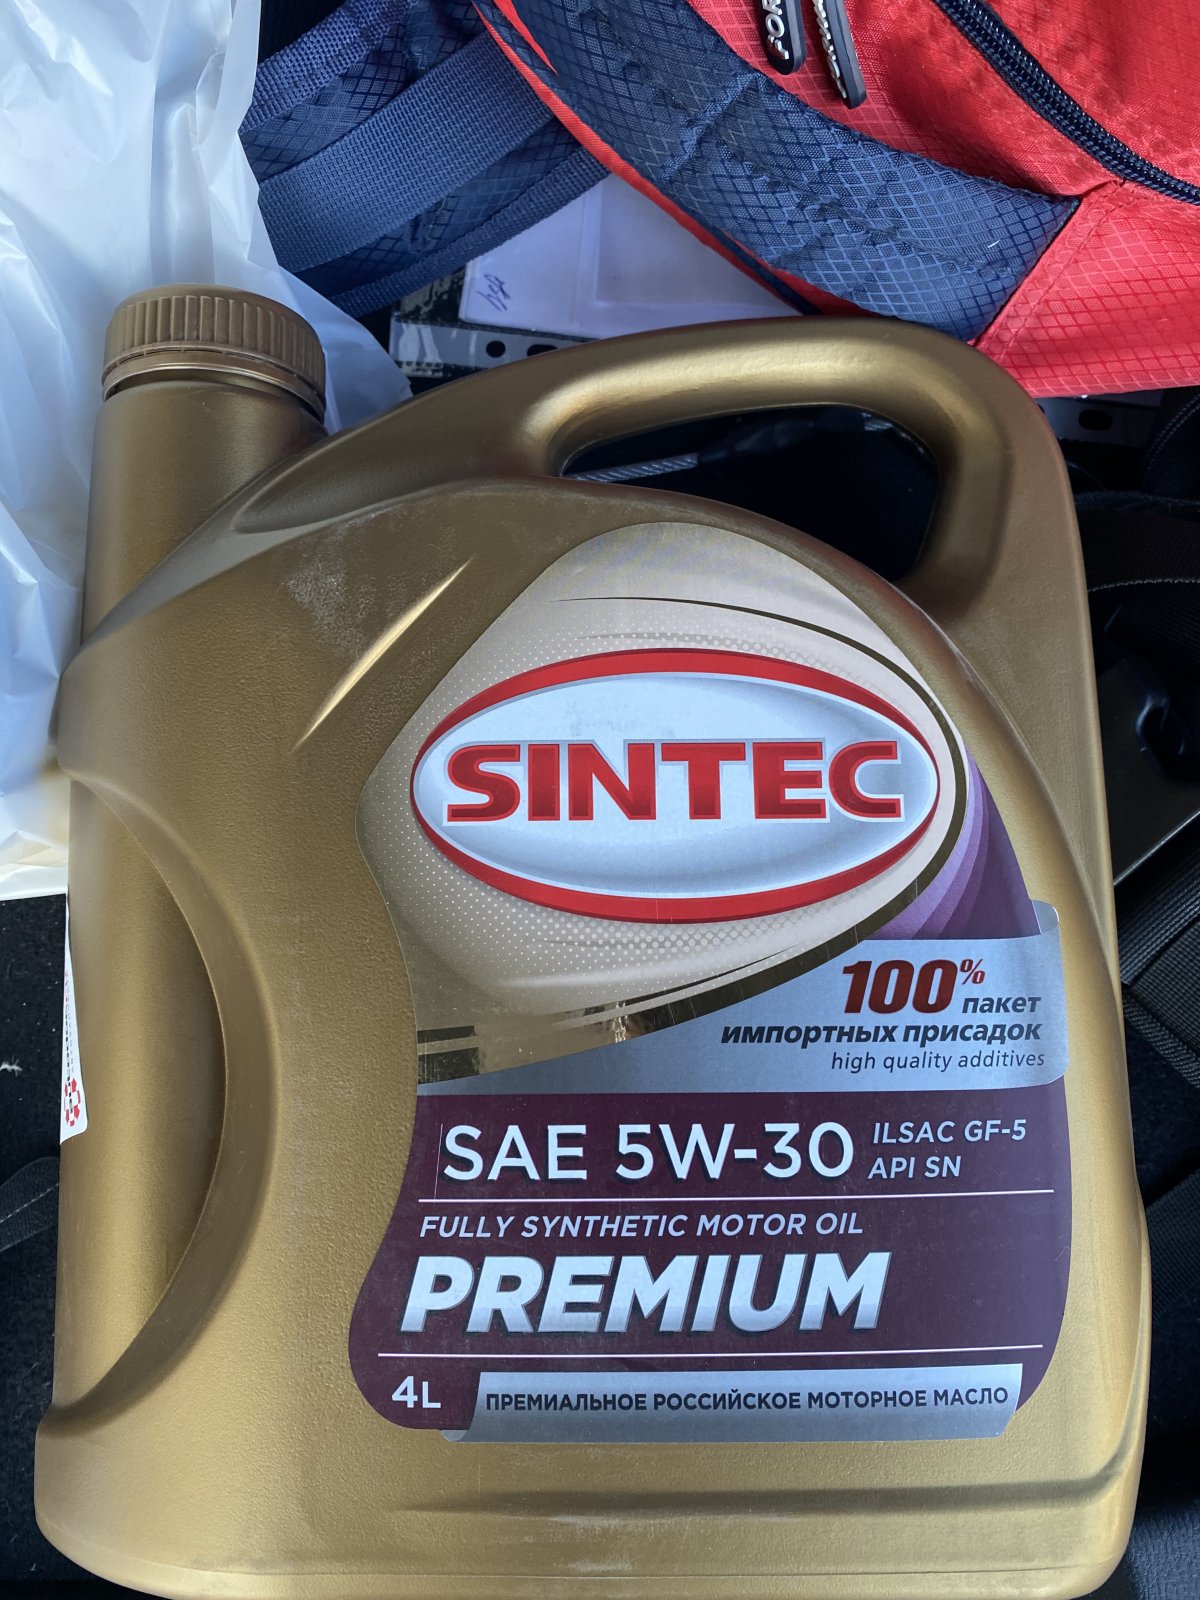 SINTEC
100%
пакет
импортных присадок
high quality additives
SAE 5W-30
ILSAC GF-5
API SN
FULLY SYNTHETIC MOTOR OIL
PREMIUM
4L
ПРЕМИАЛЬНОЕ РОССИЙСКОЕ МОТОРНОЕ МАСЛО